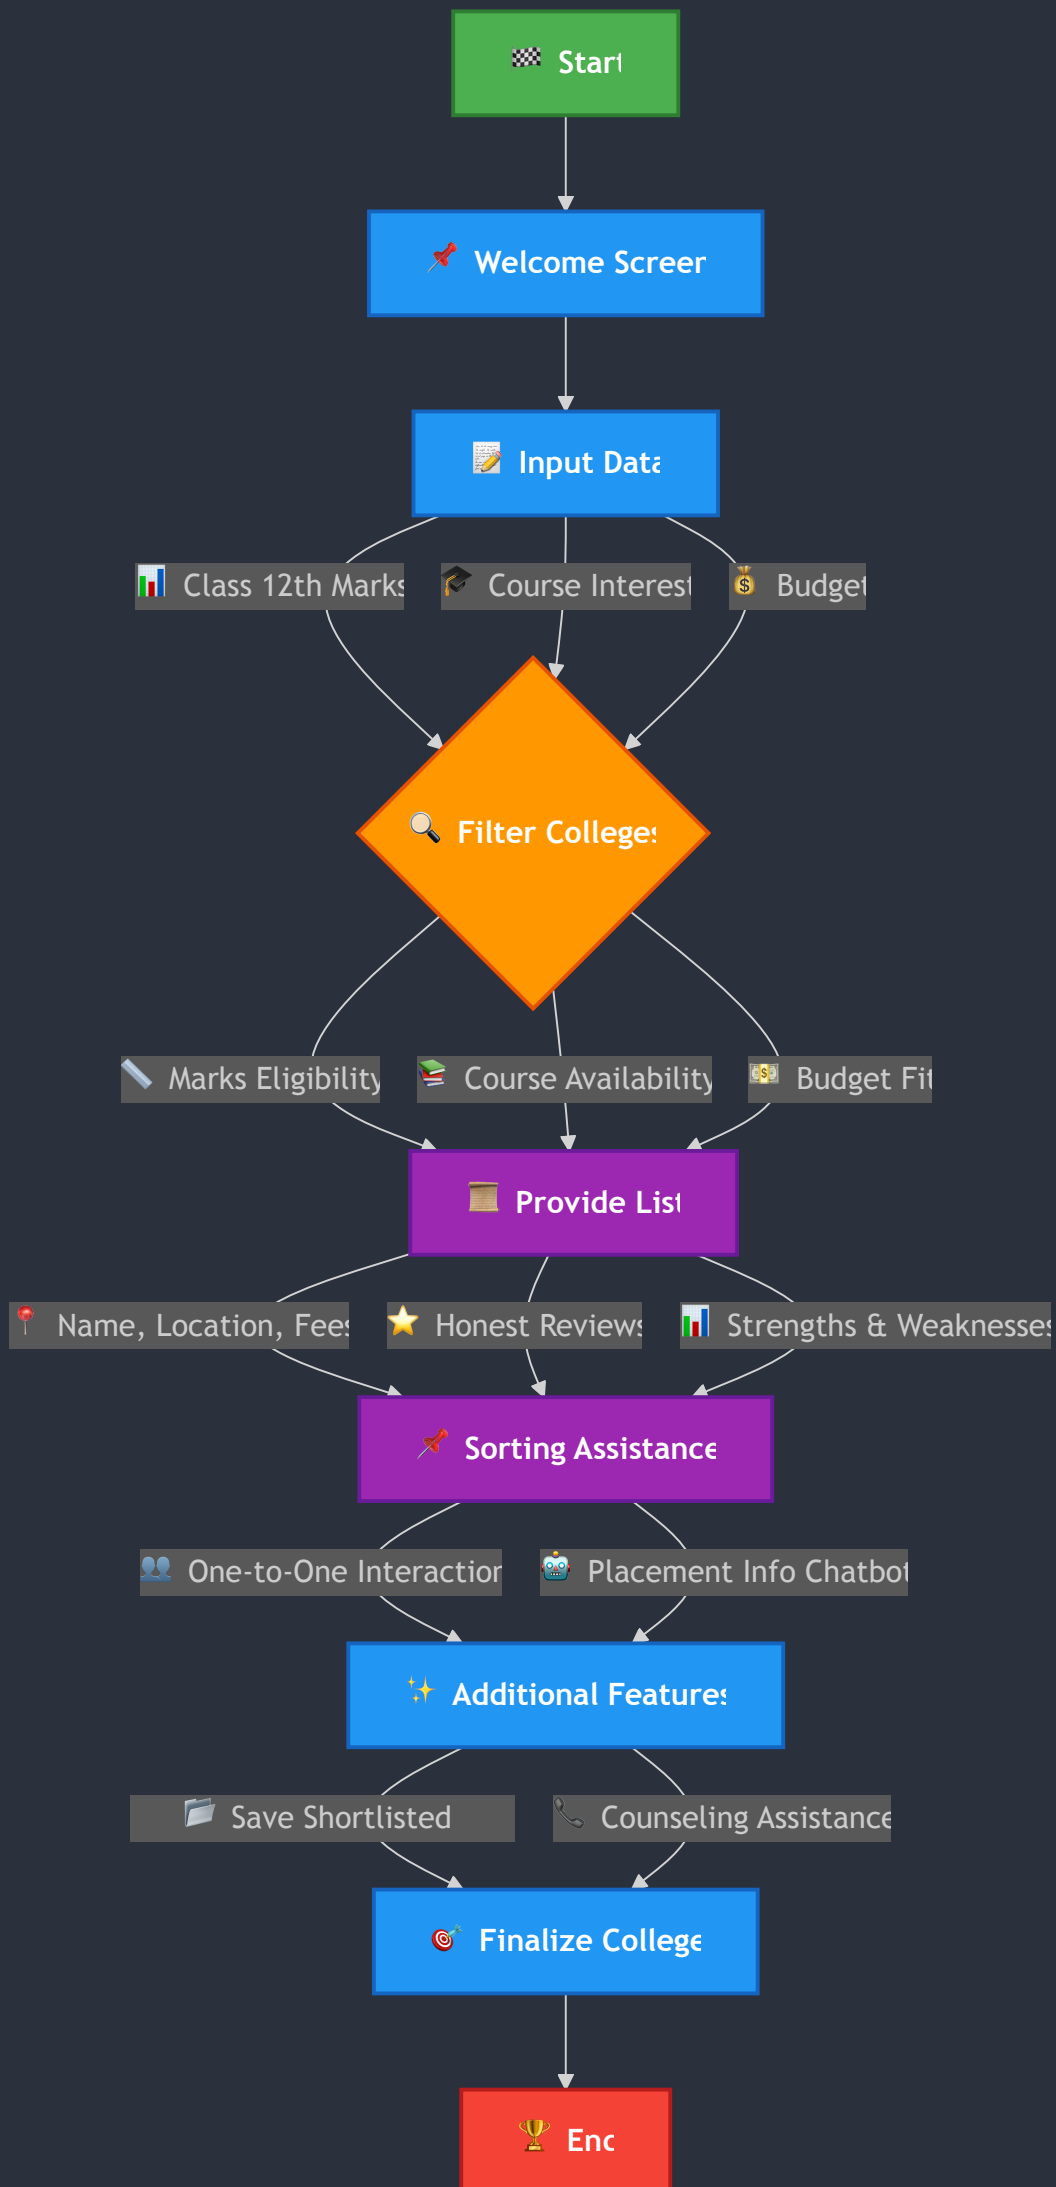 🏁 Start
📌 Welcome Screen
📝 Input Data
📊 Class 12th Marks
🎓 Course Interest
💰 Budget
🔍 Filter Colleges
📏 Marks Eligibility
📚 Course Availability
💵 Budget Fit
📜 Provide List
📍 Name, Location, Fees
⭐ Honest Reviews
📊 Strengths & Weaknesses
📌 Sorting Assistance
👥 One-to-One Interaction
🤖 Placement Info Chatbot
✨ Additional Features
📂 Save Shortlisted
📞 Counseling Assistance
🎯 Finalize College
🏆 End